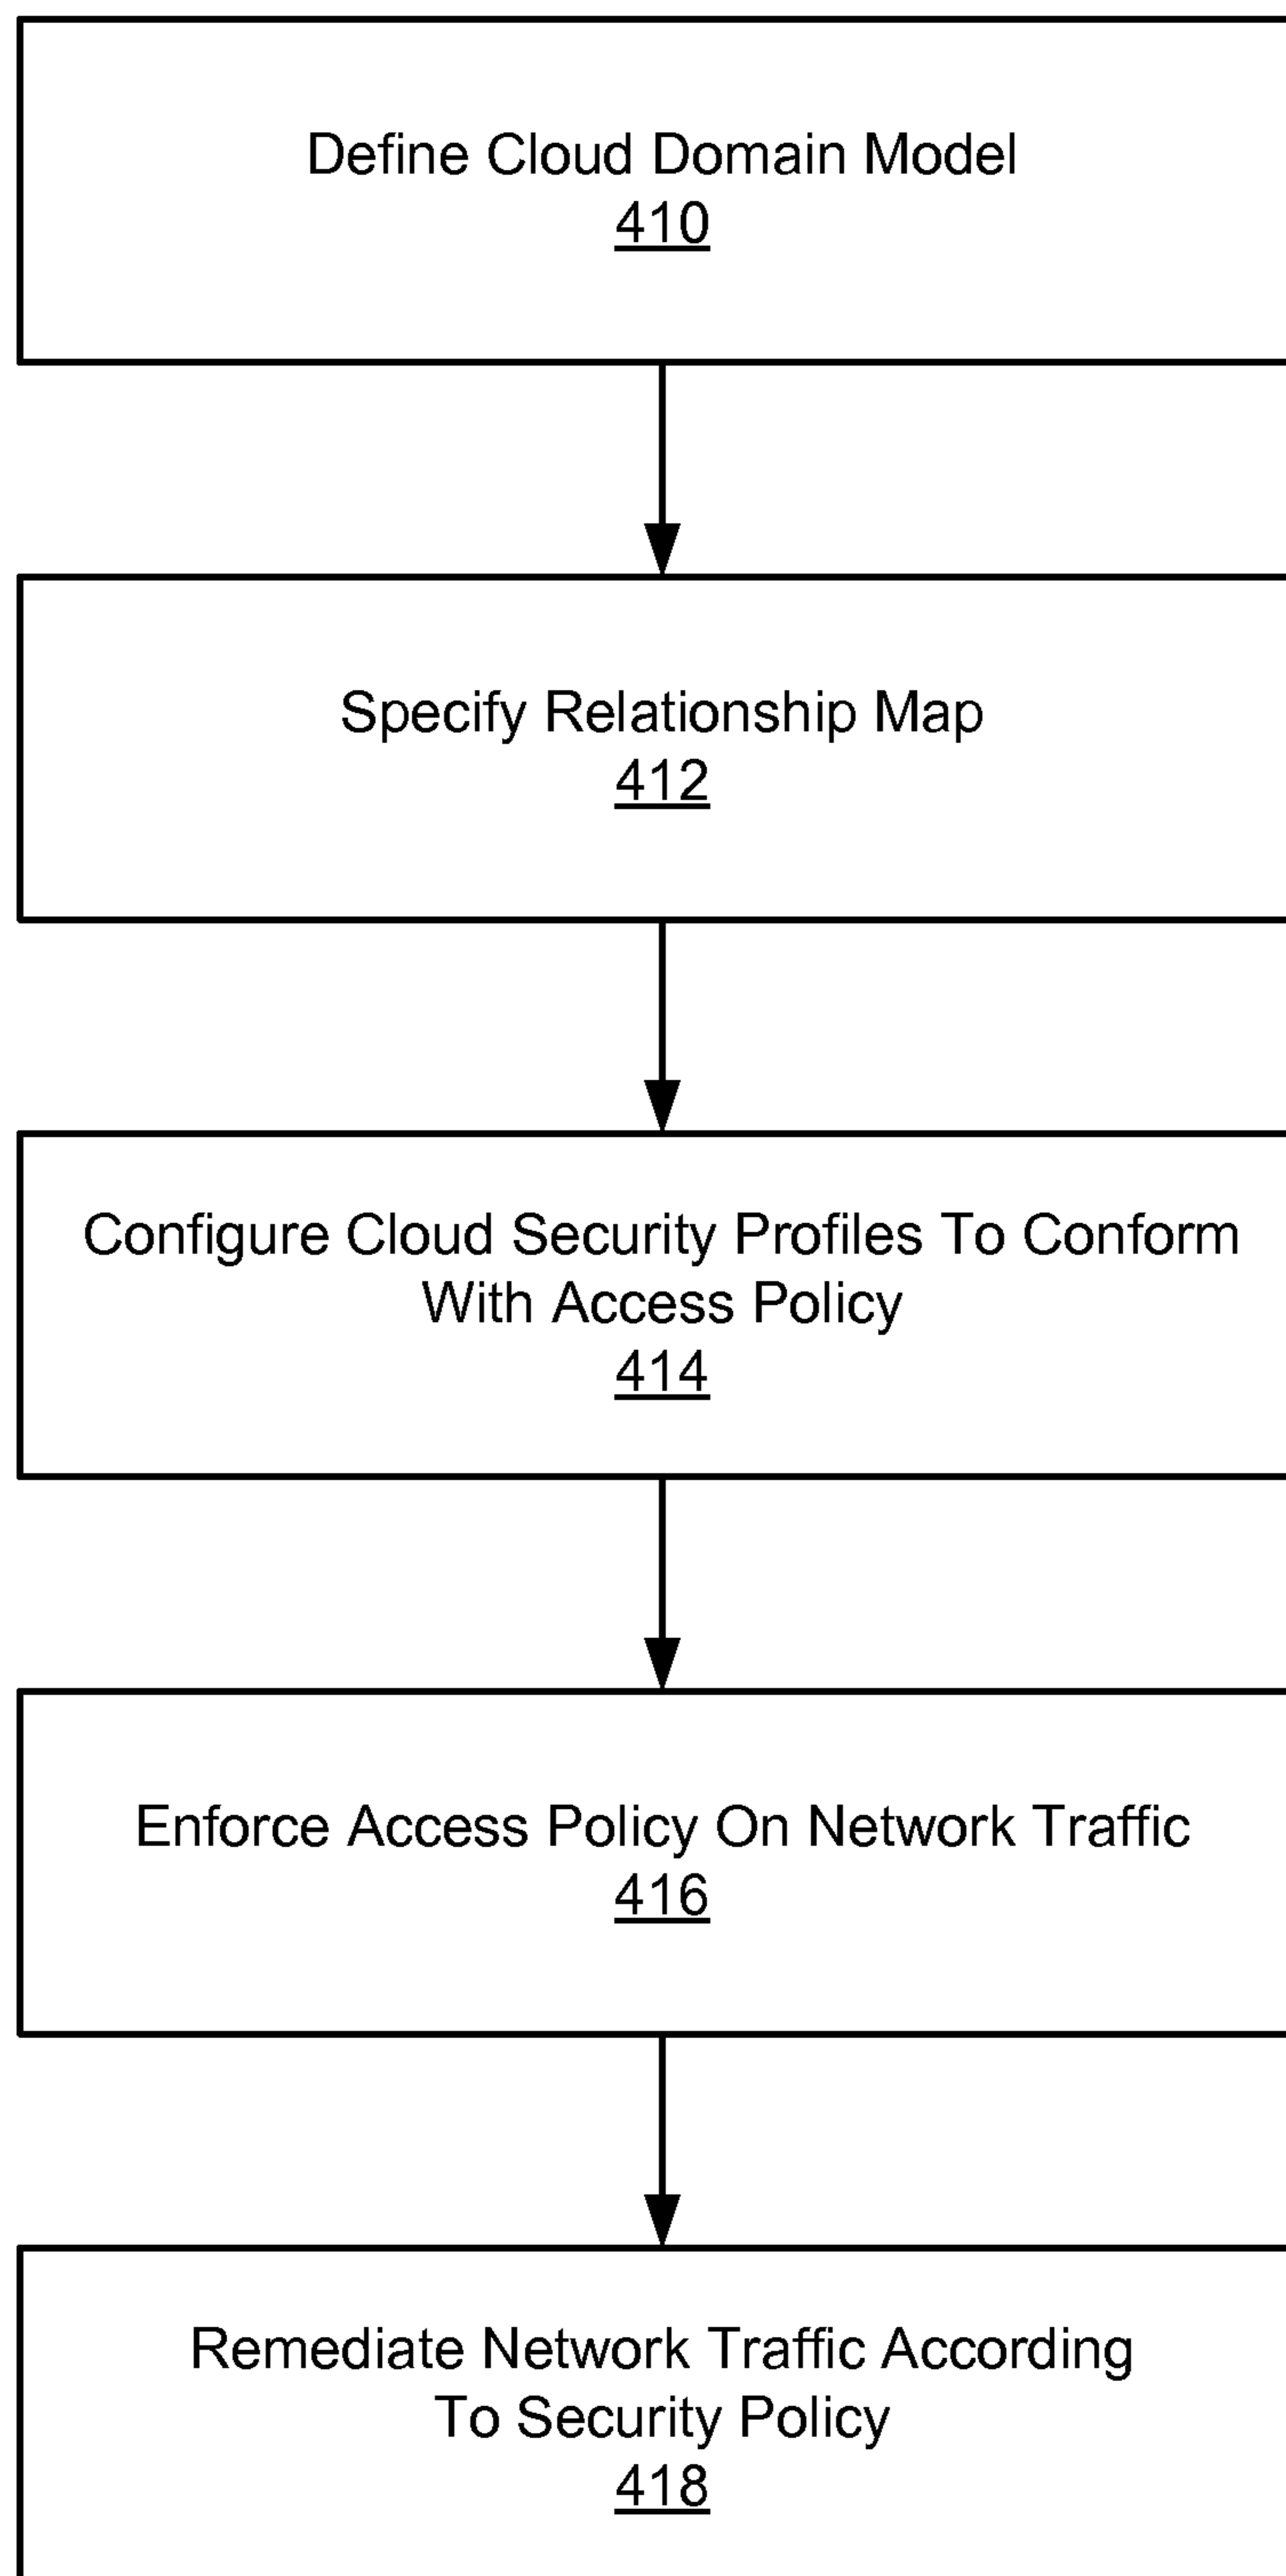 Define Cloud Domain Model
410
Specify Relationship Map
412
Configure Cloud Security Profiles To Conform
With Access Policy
414
Enforce Access Policy On Network Traffic
416
Remediate Network Traffic According
To Security Policy
418